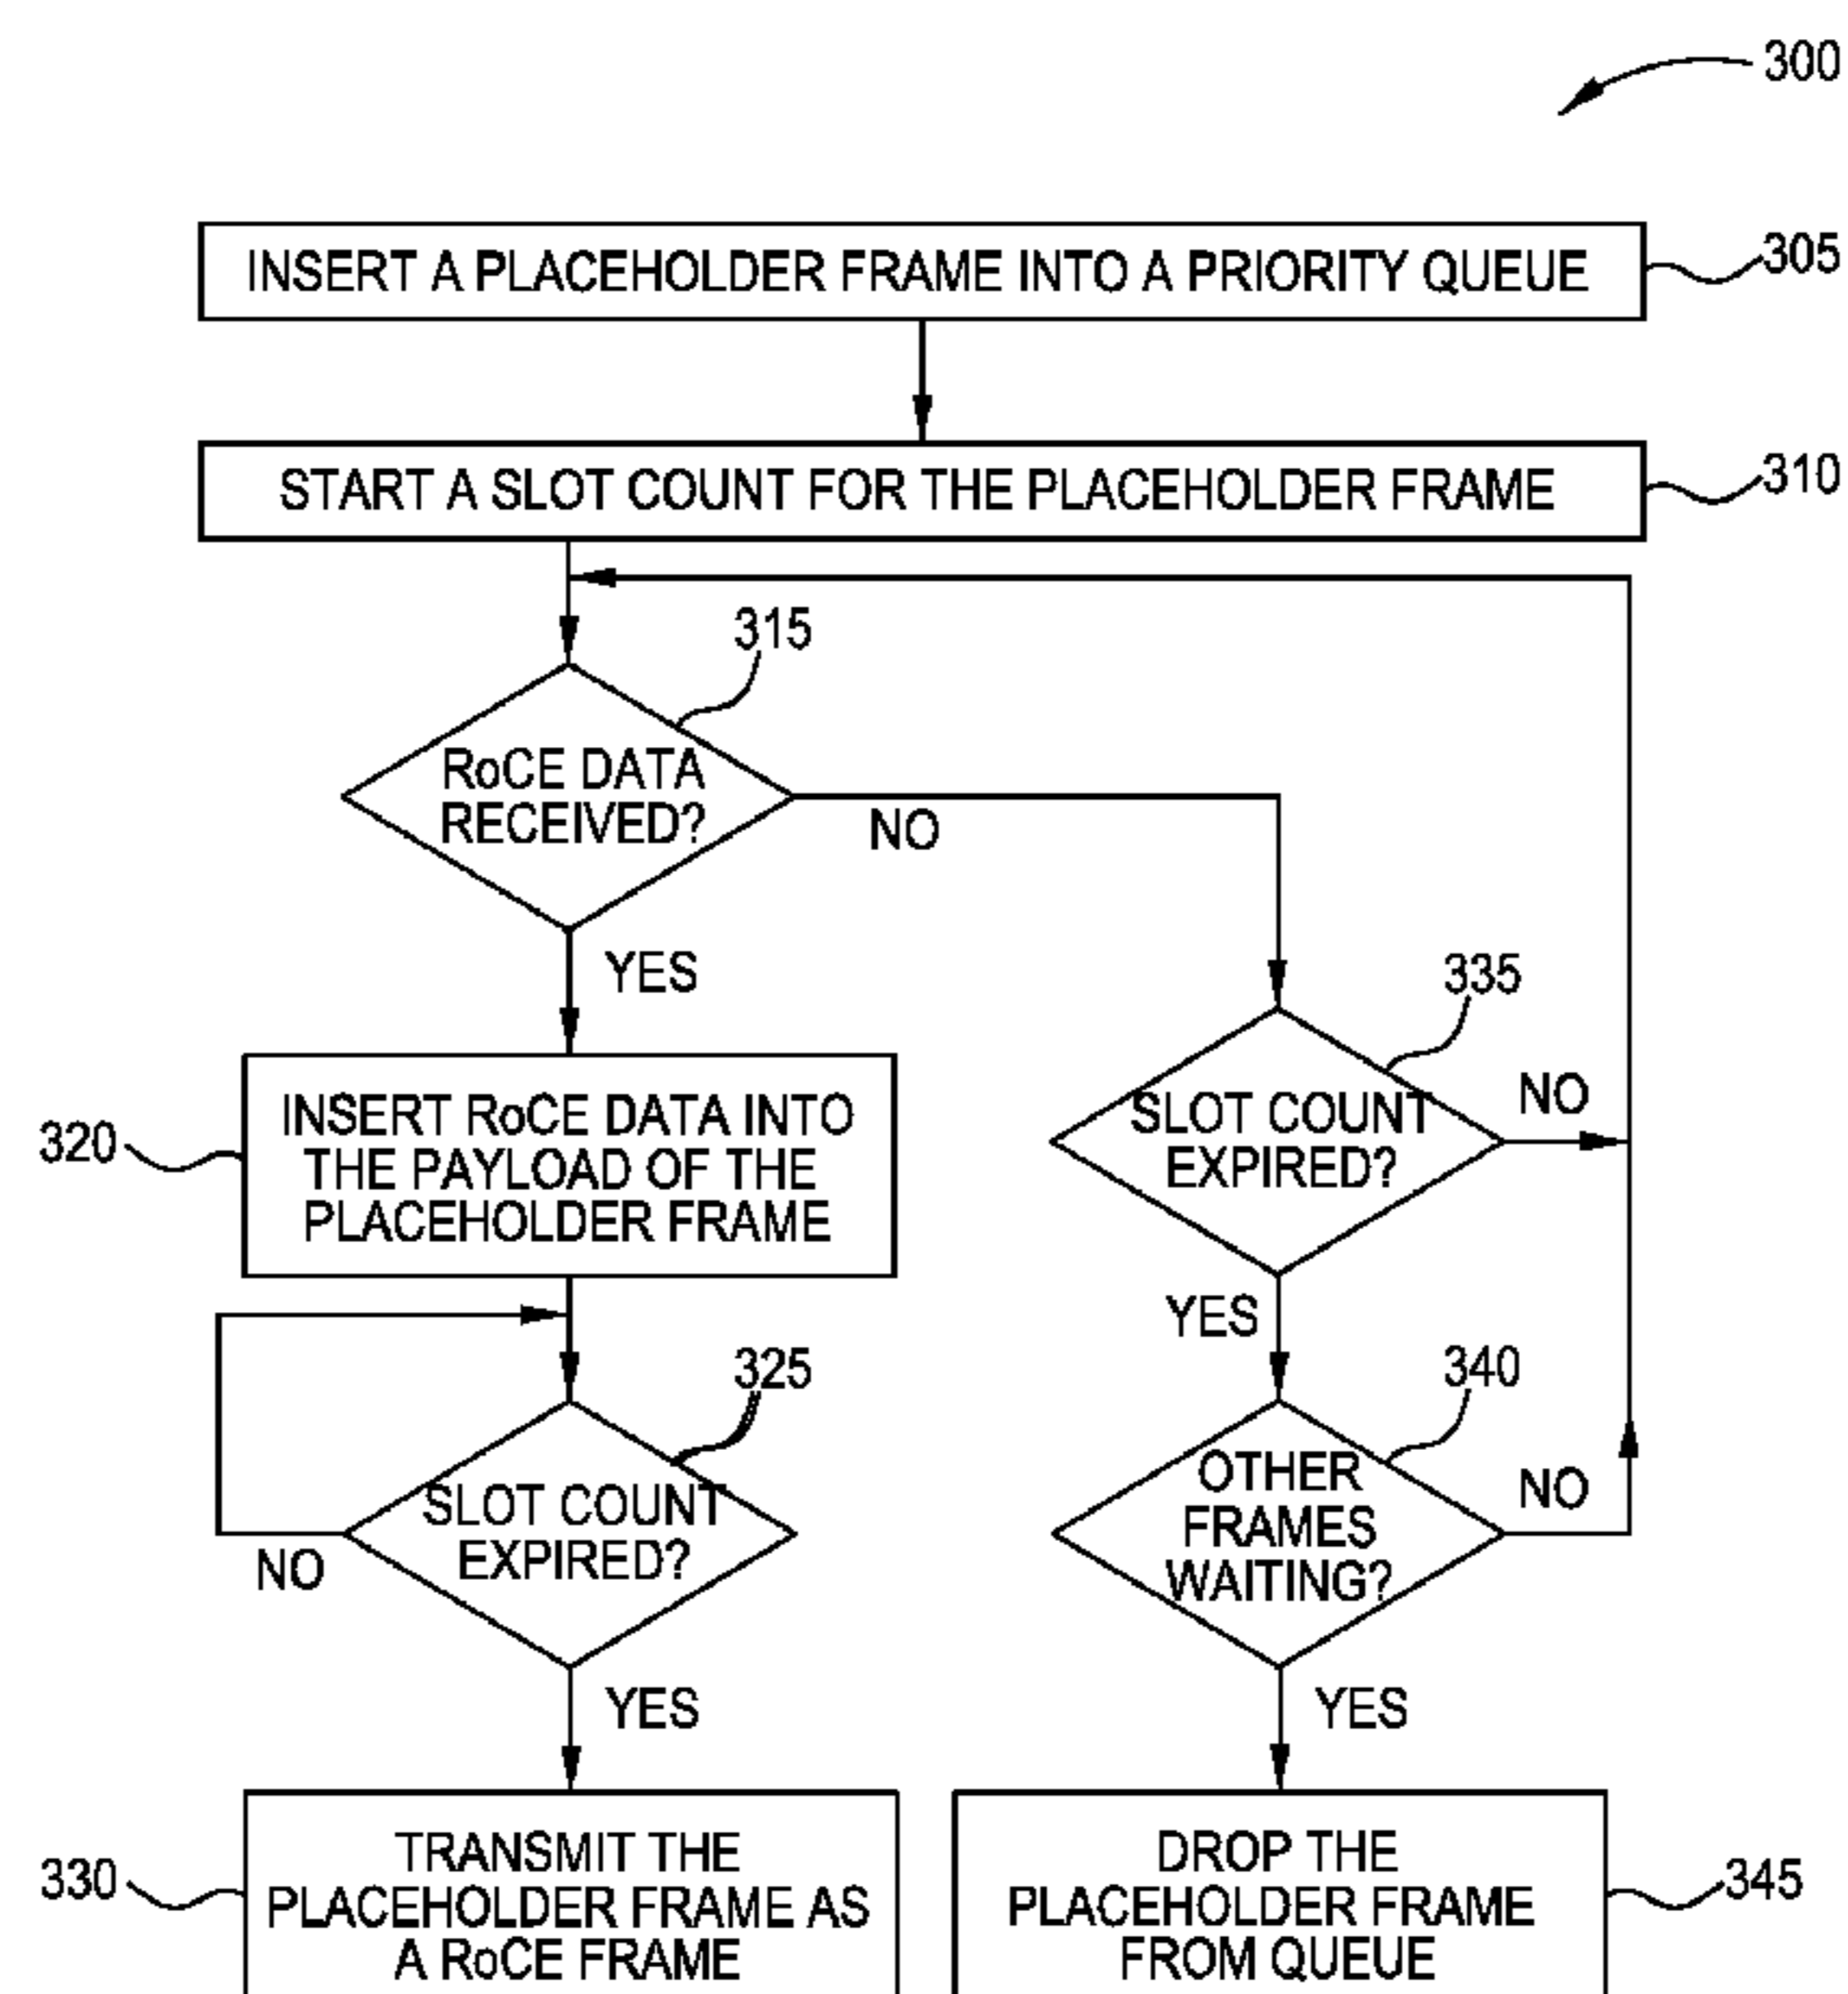 300
INSERT A PLACEHOLDER FRAME INTO A PRIORITY QUEUE
305
START A SLOT COUNT FOR THE PLACEHOLDER FRAME
310
315
RoCE DATA
RECEIVED?
NO
YES
335
SLOT COUNT
EXPIRED?
NO
320
INSERT RoCE DATA INTO
THE PAYLOAD OF THE
PLACEHOLDER FRAME
YES
325
SLOT COUNT
EXPIRED?
NO
340
OTHER
FRAMES
WAITING?
NO
YES
YES
330
TRANSMIT THE
PLACEHOLDER FRAME AS
A RoCE FRAME
DROP THE
PLACEHOLDER FRAME
FROM QUEUE
345